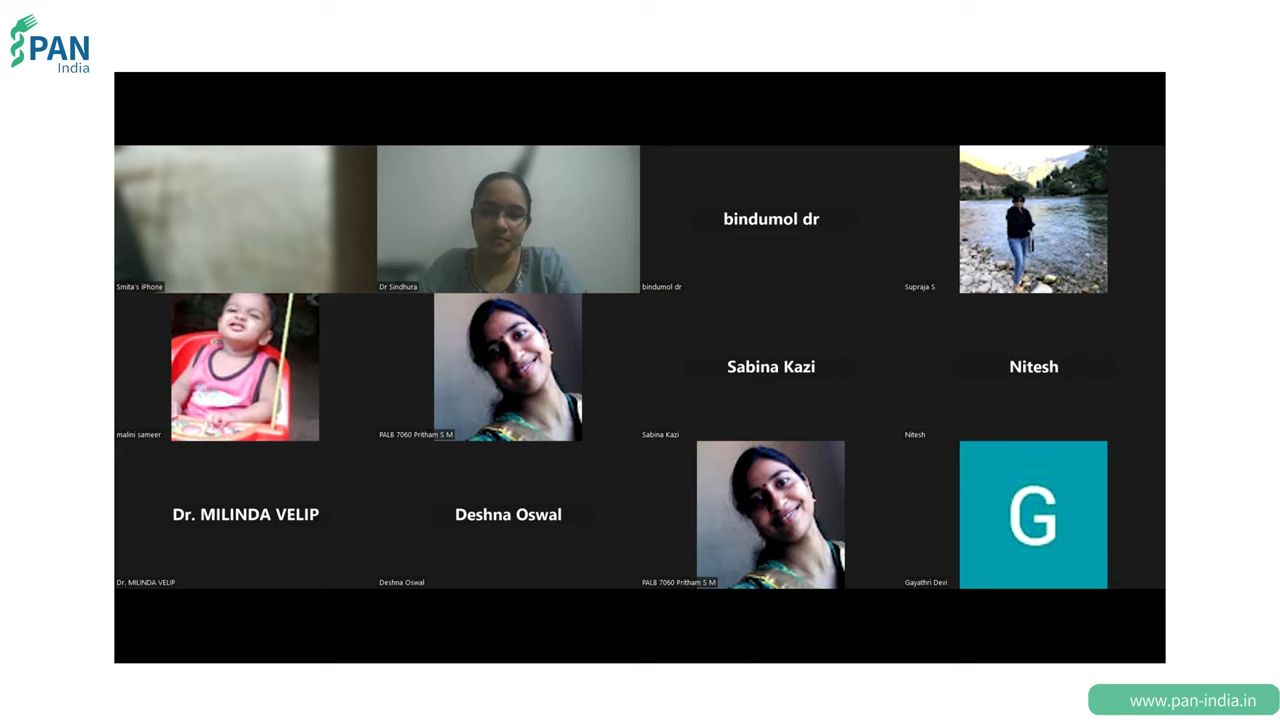 PAN
India
bindumol dr
Smita's iPhone
Dr Sindhura
bindumol dr
Supraja S
Sabina Kazi
Nitesh
malini sameer
PALB 7060 Pritham S M
Sabina Kazi
Nitesh
Dr. MILINDA VELIP
Deshna Oswal
G
Dr. MILINDA VELIP
Deshna Oswal
PALB 7060 Pritham S M
Gayathri Devi
www.pan-india.in